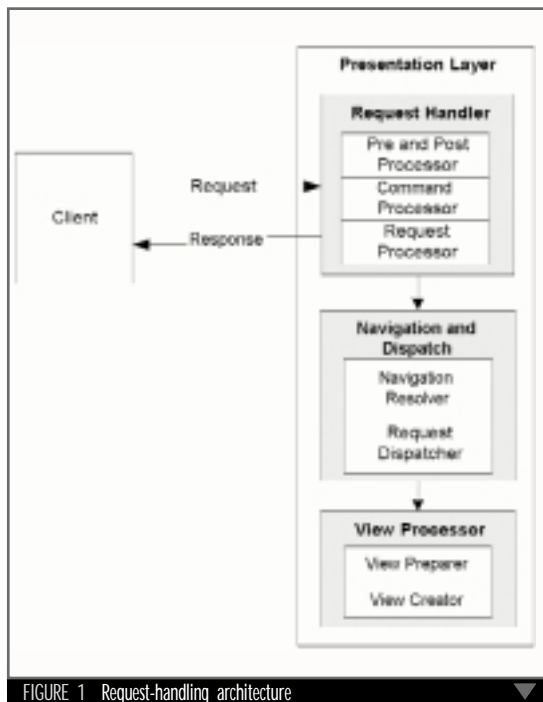 Presentation Layer
Request Handler
Pre and Post
Processor
Command
Processor
Request
Processor
Client
Request
Response
Navigation and
Dispatch
Navigation
Resolver
Request
Dispatcher
View Processor
View Preparer
View Creator
FIGURE 1 Request-handling architecture